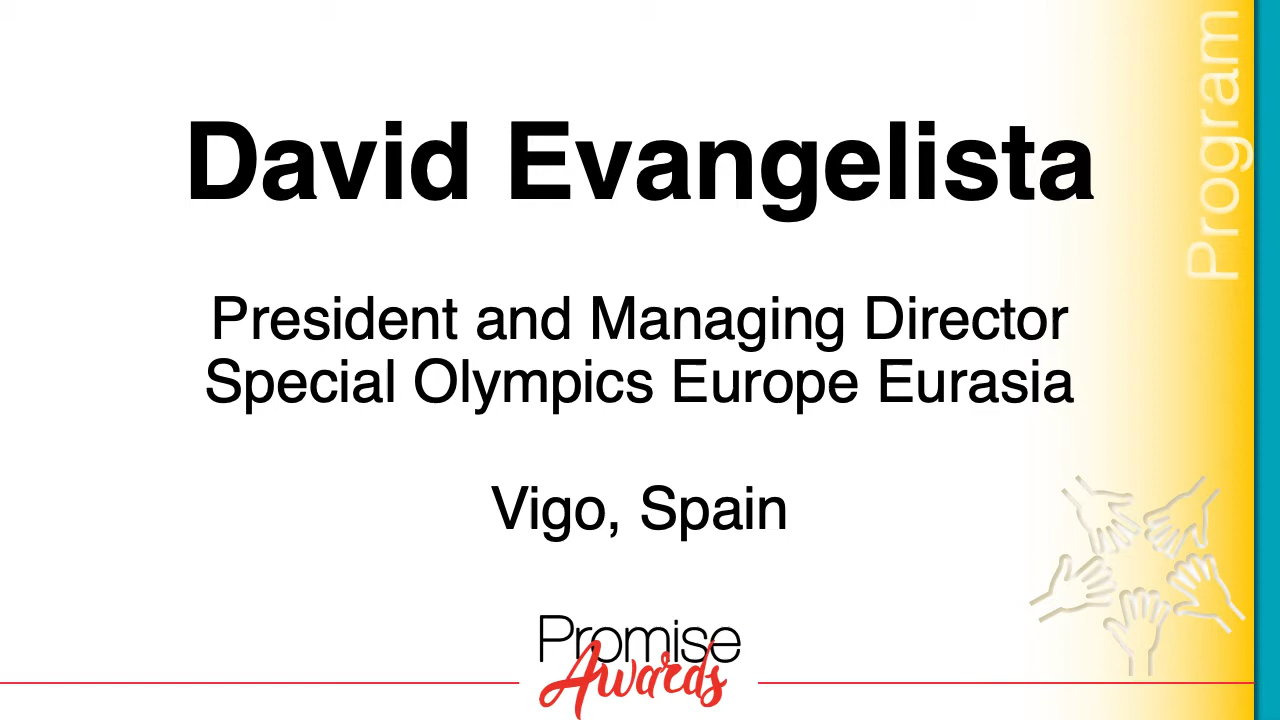 David Evangelista
President and Managing Director
Special Olympics Europe Eurasia
Vigo, Spain
Promise
Awards
Program